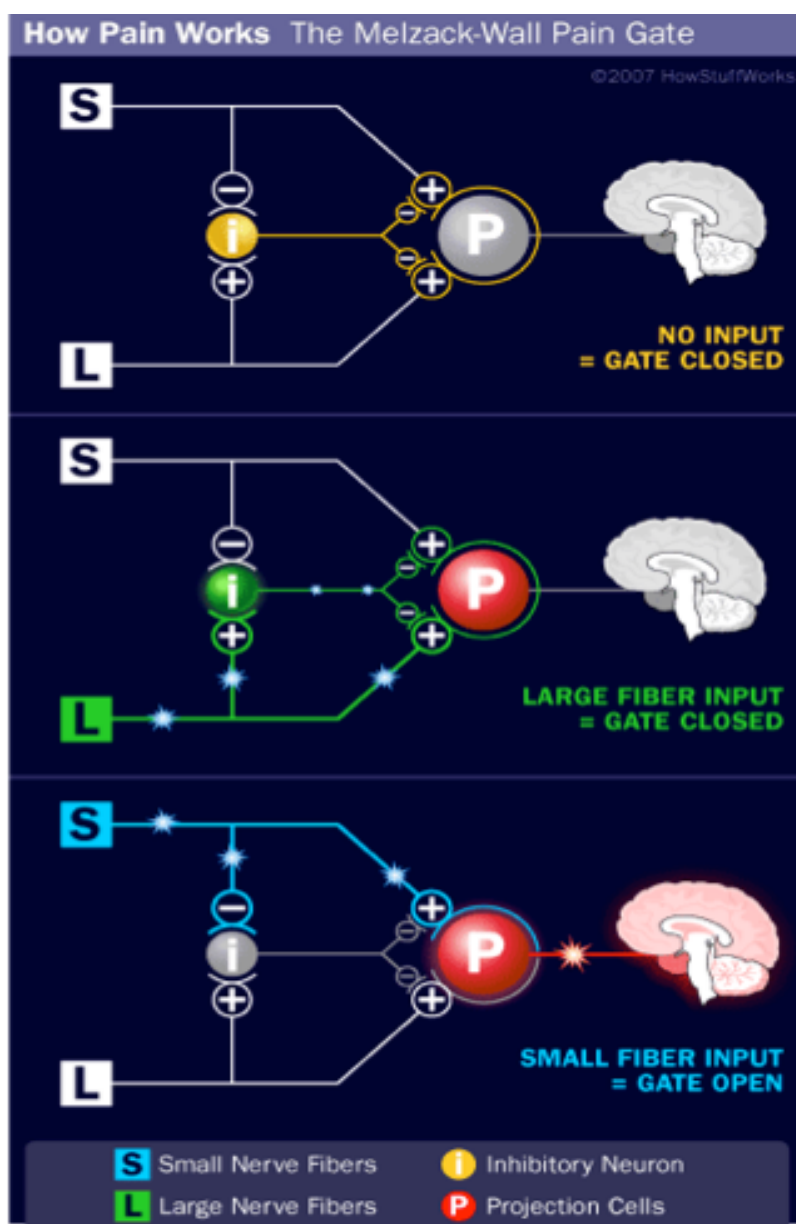 How Pain Works The Melzack-Wall Pain Gate
©2007 HowStuffWorks
S
−
+
−
i
P
−
+
+
L
NO INPUT
= GATE CLOSED
S
−
+
−
i
P
−
+
+
L
LARGE FIBER INPUT
= GATE CLOSED
S
−
+
−
i
P
−
+
+
L
SMALL FIBER INPUT
= GATE OPEN
S Small Nerve Fibers
i Inhibitory Neuron
L Large Nerve Fibers
P Projection Cells